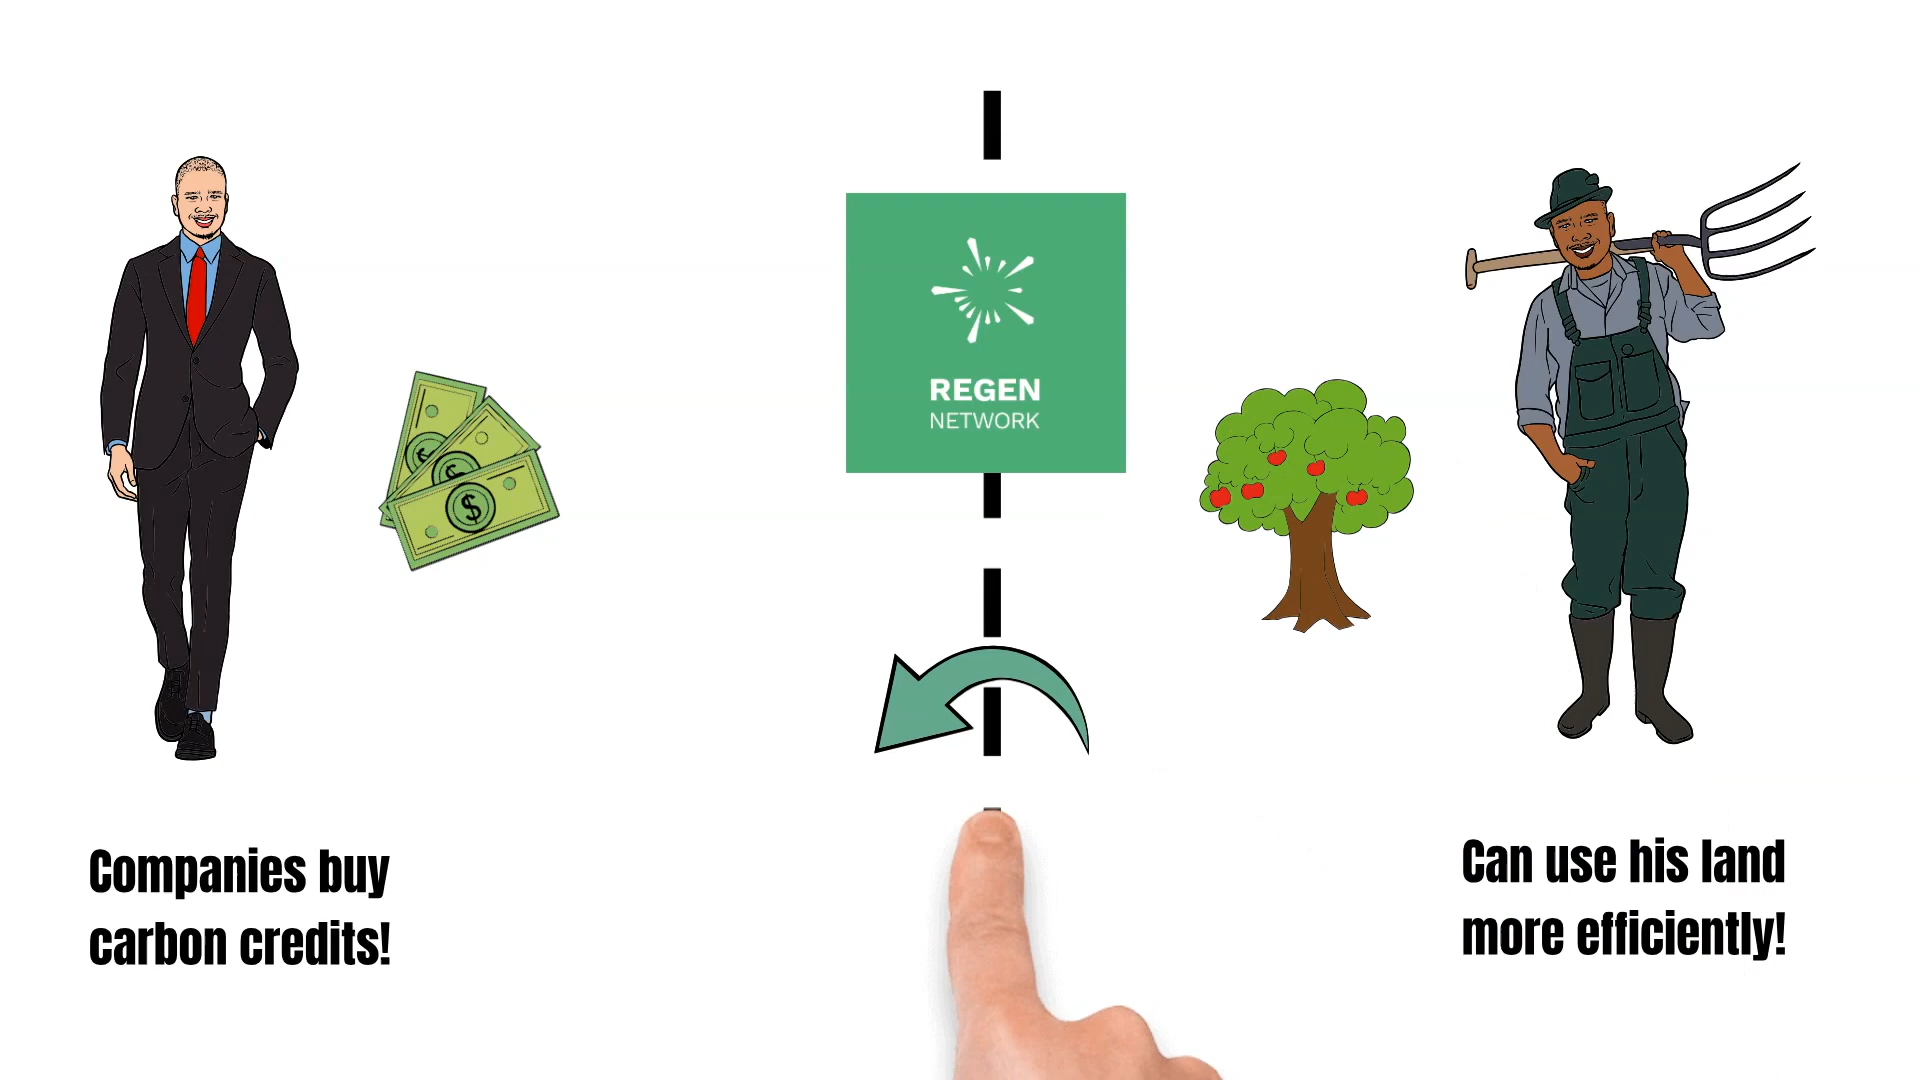 REGEN
NETWORK
$
Companies buy
carbon credits!
Can use his land
more efficiently!